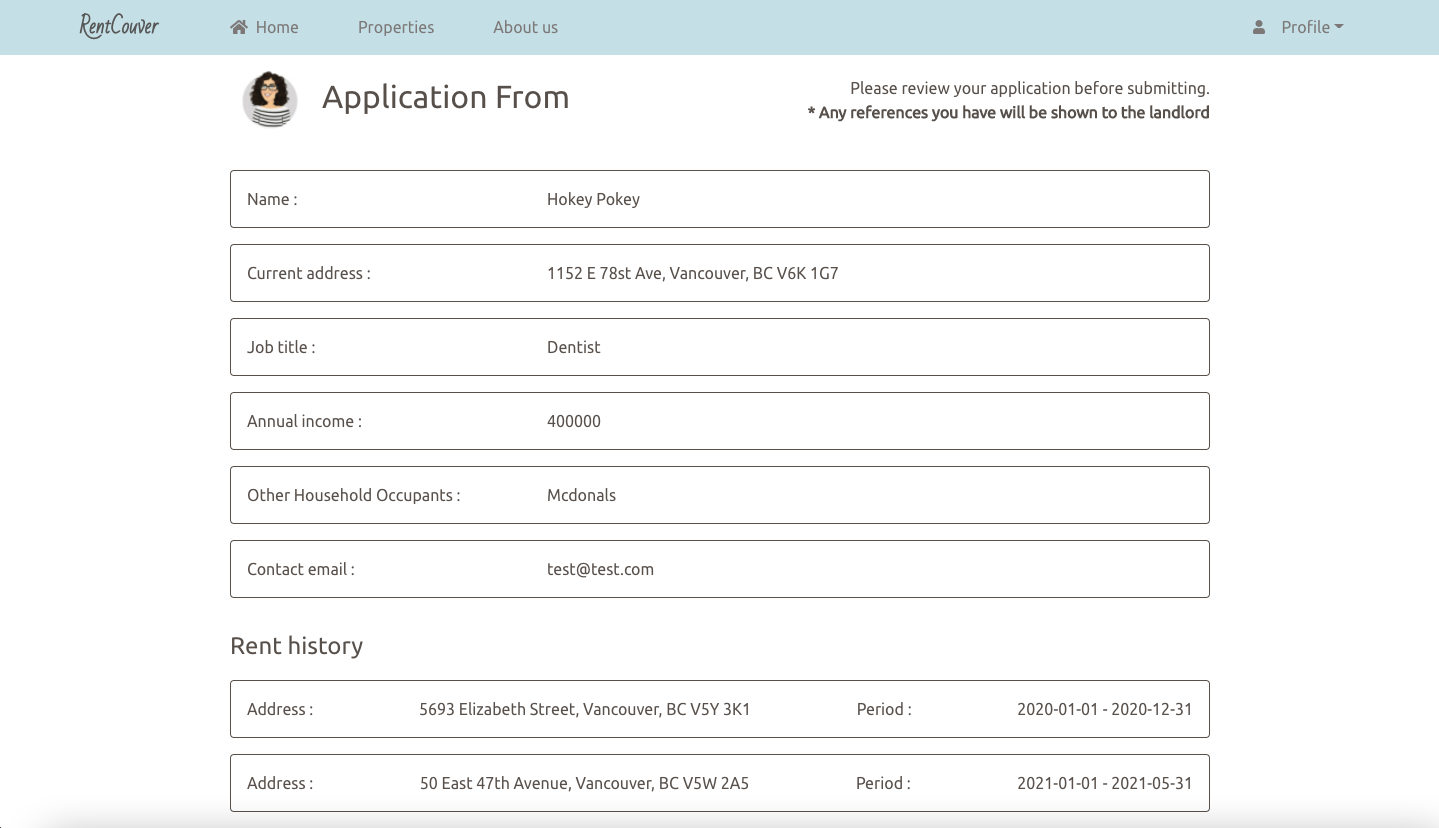 RentCouver Home Properties About us Profile
Application From
Please review your application before submitting.
* Any references you have will be shown to the landlord
Name : Hokey Pokey
Current address : 1152 E 78st Ave, Vancouver, BC V6K 1G7
Job title : Dentist
Annual income : 400000
Other Household Occupants : Mcdonals
Contact email : test@test.com
Rent history
Address : 5693 Elizabeth Street, Vancouver, BC V5Y 3K1 Period : 2020-01-01 - 2020-12-31
Address : 50 East 47th Avenue, Vancouver, BC V5W 2A5 Period : 2021-01-01 - 2021-05-31